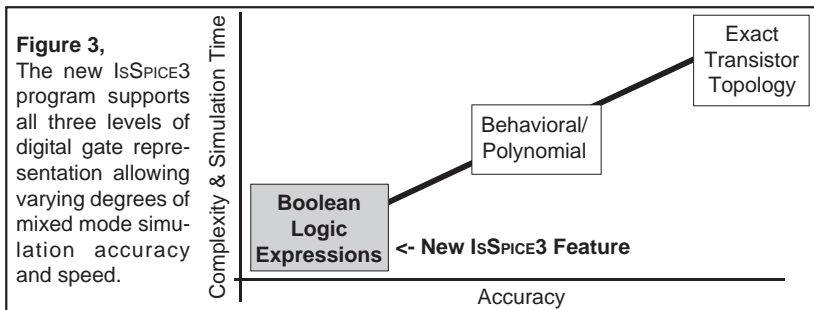 Figure 3,
The new ISSPICE3
program supports
all three levels of
digital gate repre-
sentation allowing
varying degrees of
mixed mode simu-
lation accuracy
and speed.
Complexity & Simulation Time
Exact
Transistor
Topology
Behavioral/
Polynomial
Boolean
Logic
Expressions
<- New ISSPICE3 Feature
Accuracy